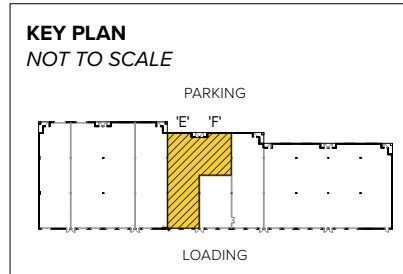 KEY PLAN
NOT TO SCALE
PARKING
'E' 'F'
LOADING